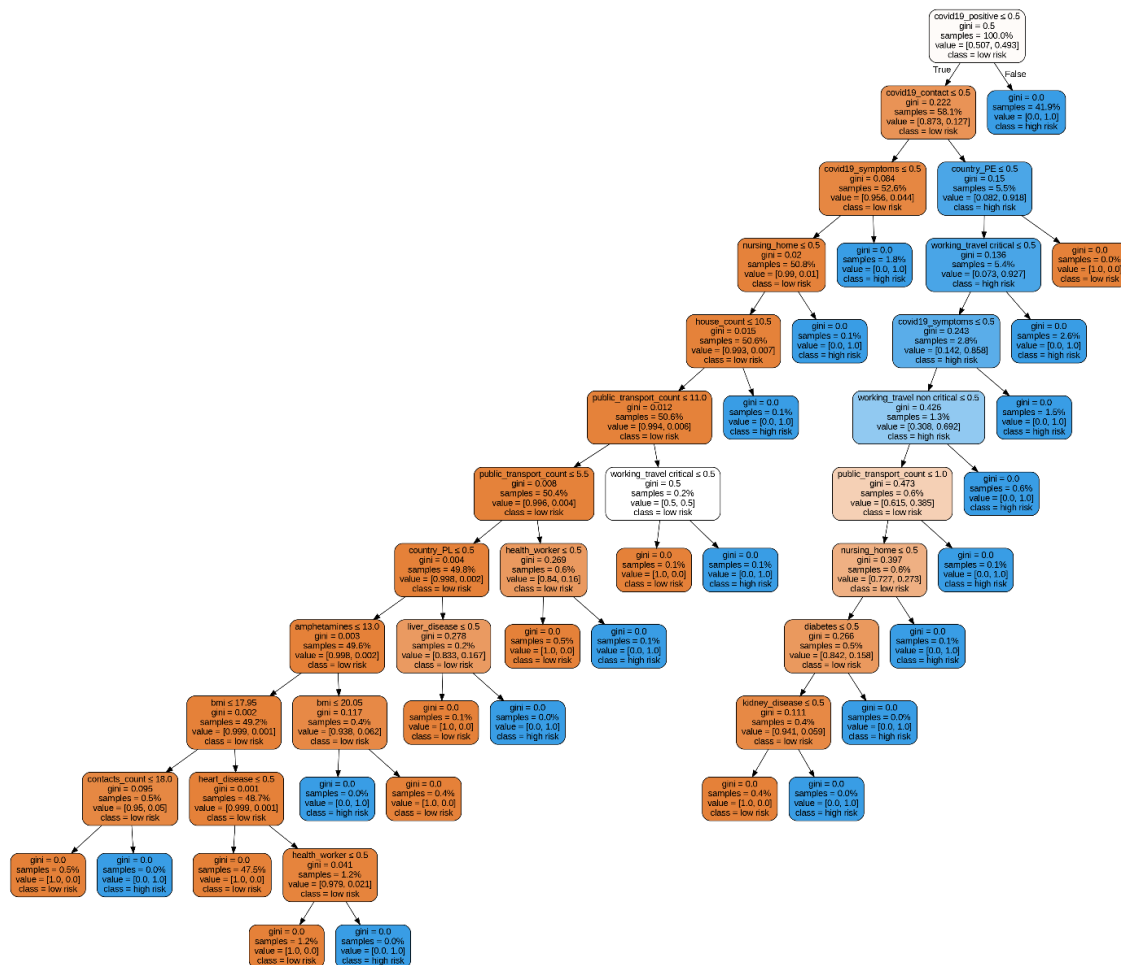 covid19_positive ≤ 0.5
gini = 0.5
samples = 100.0%
value = [0.507, 0.493]
class = low risk
True
False
covid19_contact ≤ 0.5
gini = 0.222
samples = 58.1%
value = [0.873, 0.127]
class = low risk
gini = 0.0
samples = 41.9%
value = [0.0, 1.0]
class = high risk
covid19_symptoms ≤ 0.5
gini = 0.084
samples = 52.6%
value = [0.956, 0.044]
class = low risk
country_PE ≤ 0.5
gini = 0.15
samples = 5.5%
value = [0.082, 0.918]
class = high risk
nursing_home ≤ 0.5
gini = 0.02
samples = 50.8%
value = [0.99, 0.01]
class = low risk
gini = 0.0
samples = 1.8%
value = [0.0, 1.0]
class = high risk
working_travel critical ≤ 0.5
gini = 0.136
samples = 5.4%
value = [0.073, 0.927]
class = high risk
gini = 0.0
samples = 0.0%
value = [1.0, 0.0]
class = low risk
house_count ≤ 10.5
gini = 0.015
samples = 50.6%
value = [0.993, 0.007]
class = low risk
gini = 0.0
samples = 0.1%
value = [0.0, 1.0]
class = high risk
covid19_symptoms ≤ 0.5
gini = 0.243
samples = 2.8%
value = [0.142, 0.858]
class = high risk
gini = 0.0
samples = 2.6%
value = [0.0, 1.0]
class = high risk
public_transport_count ≤ 11.0
gini = 0.012
samples = 50.6%
value = [0.994, 0.006]
class = low risk
gini = 0.0
samples = 0.1%
value = [0.0, 1.0]
class = high risk
working_travel non critical ≤ 0.5
gini = 0.426
samples = 1.3%
value = [0.308, 0.692]
class = high risk
gini = 0.0
samples = 1.5%
value = [0.0, 1.0]
class = high risk
public_transport_count ≤ 5.5
gini = 0.008
samples = 50.4%
value = [0.996, 0.004]
class = low risk
working_travel critical ≤ 0.5
gini = 0.5
samples = 0.2%
value = [0.5, 0.5]
class = low risk
public_transport_count ≤ 1.0
gini = 0.473
samples = 0.6%
value = [0.615, 0.385]
class = low risk
gini = 0.0
samples = 0.6%
value = [0.0, 1.0]
class = high risk
country_PL ≤ 0.5
gini = 0.004
samples = 49.8%
value = [0.998, 0.002]
class = low risk
health_worker ≤ 0.5
gini = 0.269
samples = 0.6%
value = [0.84, 0.16]
class = low risk
gini = 0.0
samples = 0.1%
value = [1.0, 0.0]
class = low risk
gini = 0.0
samples = 0.1%
value = [0.0, 1.0]
class = high risk
nursing_home ≤ 0.5
gini = 0.397
samples = 0.6%
value = [0.727, 0.273]
class = low risk
gini = 0.0
samples = 0.1%
value = [0.0, 1.0]
class = high risk
amphetamines ≤ 13.0
gini = 0.003
samples = 49.6%
value = [0.998, 0.002]
class = low risk
liver_disease ≤ 0.5
gini = 0.278
samples = 0.2%
value = [0.833, 0.167]
class = low risk
gini = 0.0
samples = 0.5%
value = [1.0, 0.0]
class = low risk
gini = 0.0
samples = 0.1%
value = [0.0, 1.0]
class = high risk
diabetes ≤ 0.5
gini = 0.266
samples = 0.5%
value = [0.842, 0.158]
class = low risk
gini = 0.0
samples = 0.1%
value = [0.0, 1.0]
class = high risk
bmi ≤ 17.95
gini = 0.002
samples = 49.2%
value = [0.999, 0.001]
class = low risk
bmi ≤ 20.05
gini = 0.117
samples = 0.4%
value = [0.938, 0.062]
class = low risk
gini = 0.0
samples = 0.1%
value = [1.0, 0.0]
class = low risk
gini = 0.0
samples = 0.0%
value = [0.0, 1.0]
class = high risk
kidney_disease ≤ 0.5
gini = 0.111
samples = 0.4%
value = [0.941, 0.059]
class = low risk
gini = 0.0
samples = 0.0%
value = [0.0, 1.0]
class = high risk
contacts_count ≤ 18.0
gini = 0.095
samples = 0.5%
value = [0.95, 0.05]
class = low risk
heart_disease ≤ 0.5
gini = 0.001
samples = 48.7%
value = [0.999, 0.001]
class = low risk
gini = 0.0
samples = 0.0%
value = [0.0, 1.0]
class = high risk
gini = 0.0
samples = 0.4%
value = [1.0, 0.0]
class = low risk
gini = 0.0
samples = 0.4%
value = [1.0, 0.0]
class = low risk
gini = 0.0
samples = 0.0%
value = [0.0, 1.0]
class = high risk
gini = 0.0
samples = 0.5%
value = [1.0, 0.0]
class = low risk
gini = 0.0
samples = 0.0%
value = [0.0, 1.0]
class = high risk
gini = 0.0
samples = 47.5%
value = [1.0, 0.0]
class = low risk
health_worker ≤ 0.5
gini = 0.041
samples = 1.2%
value = [0.979, 0.021]
class = low risk
gini = 0.0
samples = 1.2%
value = [1.0, 0.0]
class = low risk
gini = 0.0
samples = 0.0%
value = [0.0, 1.0]
class = high risk